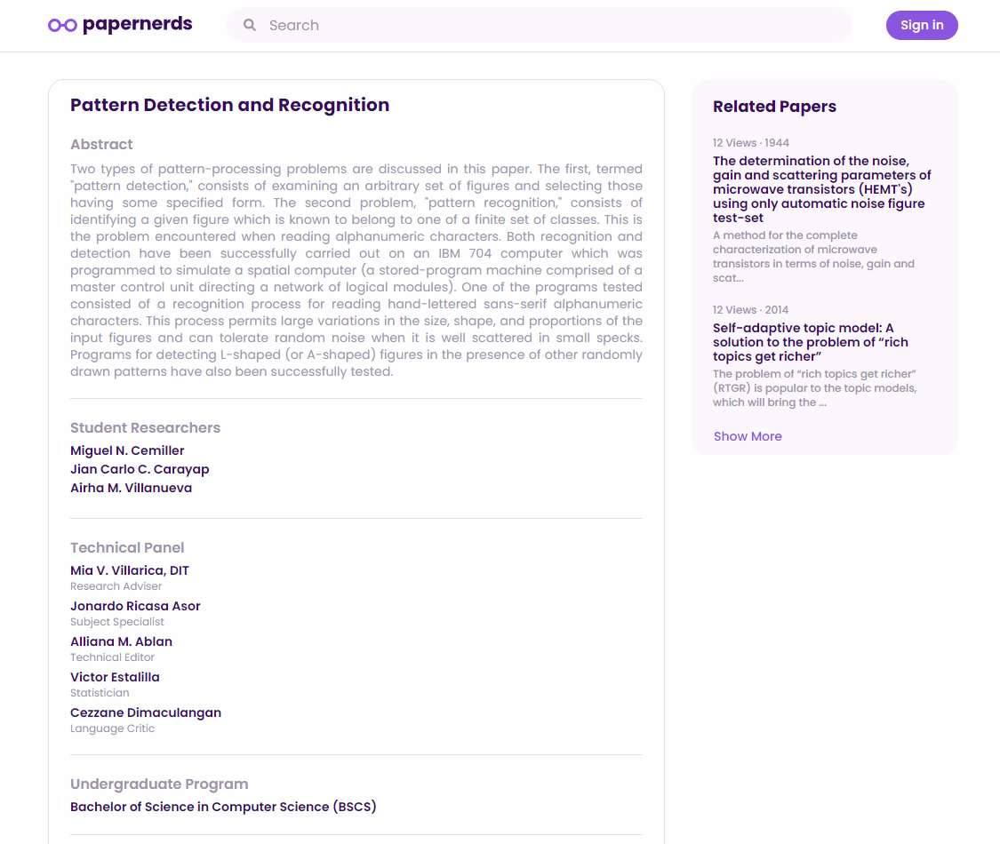 papernerds
Search
Sign in
Pattern Detection and Recognition
Abstract
Two types of pattern-processing problems are discussed in this paper. The first, termed
"pattern detection," consists of examining an arbitrary set of figures and selecting those
having some specified form. The second problem, "pattern recognition," consists of
identifying a given figure which is known to belong to one of a finite set of classes. This is
the problem encountered when reading alphanumeric characters. Both recognition and
detection have been successfully carried out on an IBM 704 computer which was
programmed to simulate a spatial computer (a stored-program machine comprised of a
master control unit directing a network of logical modules). One of the programs tested
consisted of a recognition process for reading hand-lettered sans-serif alphanumeric
characters. This process permits large variations in the size, shape, and proportions of the
input figures and can tolerate random noise when it is well scattered in small specks.
Programs for detecting L-shaped (or A-shaped) figures in the presence of other randomly
drawn patterns have also been successfully tested.
Student Researchers
Miguel N. Cemiller
Jian Carlo C. Carayap
Airha M. Villanueva
Technical Panel
Mia V. Villarica, DIT
Research Adviser
Jonardo Ricasa Asor
Subject Specialist
Alliana M. Ablan
Technical Editor
Victor Estalilla
Statistician
Cezzane Dimaculangan
Language Critic
Undergraduate Program
Bachelor of Science in Computer Science (BSCS)
Related Papers
12 Views · 1944
The determination of the noise,
gain and scattering parameters of
microwave transistors (HEMT's)
using only automatic noise figure
test-set
A method for the complete
characterization of microwave
transistors in terms of noise, gain and
scat...
12 Views · 2014
Self-adaptive topic model: A
solution to the problem of “rich
topics get richer”
The problem of “rich topics get richer”
(RTGR) is popular to the topic models,
which will bring the ...
Show More